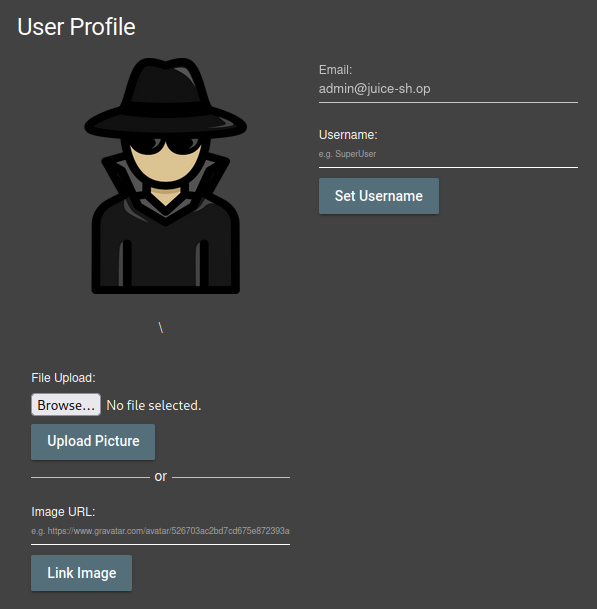 User Profile
Email:
admin@juice-sh.op
Username:
e.g. SuperUser
Set Username
\
File Upload:
Browse... No file selected.
Upload Picture
or
Image URL:
e.g. https://www.gravatar.com/avatar/526703ac2bd7cd675e872393a
Link Image